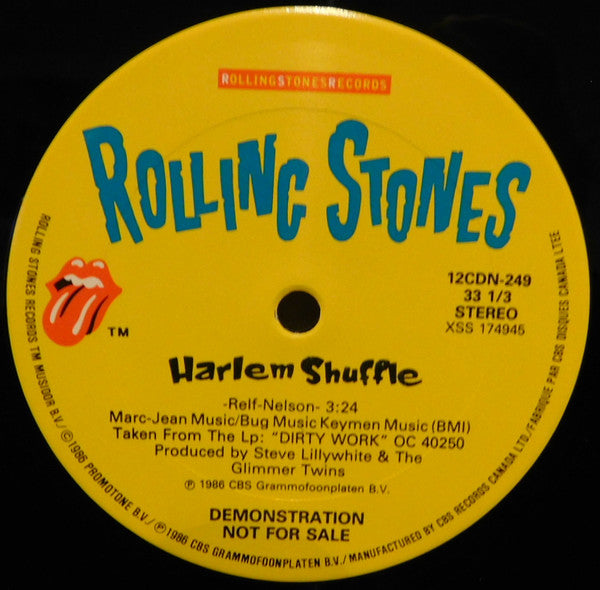 ROLLINGSTONESRECORDS
ROLLING STONES
TM
12CDN-249
33 1/3
STEREO
XSS 174945
Harlem Shuffle
-Relf-Nelson- 3:24
Marc-Jean Music/Bug Music Keymen Music (BMI)
Taken From The Lp: "DIRTY WORK" OC 40250
Produced by Steve Lillywhite & The
Glimmer Twins
℗ 1986 CBS Grammofoonplaten B.V.
DEMONSTRATION
NOT FOR SALE
ROLLING STONES RECORDS TM MUSIDOR B.V./©1986 PROMOTONE B.V./℗1986 CBS GRAMMOFOONPLATEN B.V./MANUFACTURED BY CBS RECORDS CANADA LTD./FABRIQUE PAR CBS DISQUES CANADA LTEE